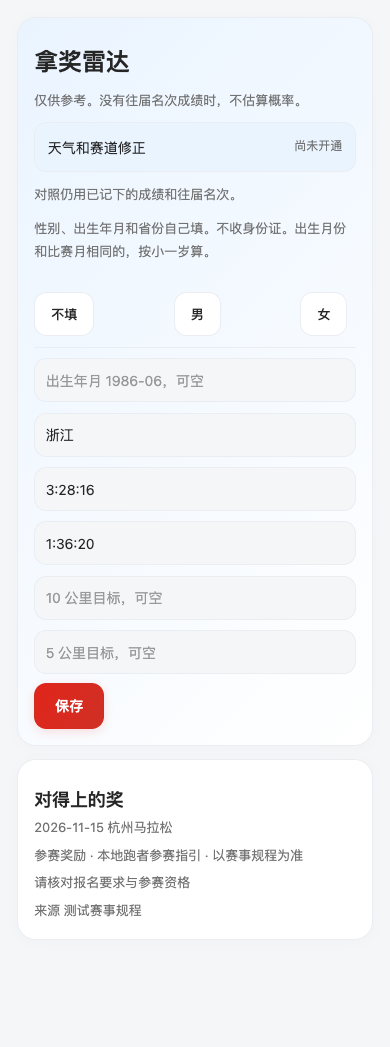 拿奖雷达
仅供参考。没有往届名次成绩时，不估算概率。
天气和赛道修正
尚未开通
对照仍用已记下的成绩和往届名次。
性别、出生年月和省份自己填。不收身份证。出生月份
和比赛月相同的，按小一岁算。
不填
男
女
出生年月 1986-06，可空
浙江
3:28:16
1:36:20
10 公里目标，可空
5 公里目标，可空
保存
对得上的奖
2026-11-15 杭州马拉松
参赛奖励 · 本地跑者参赛指引 · 以赛事规程为准
请核对报名要求与参赛资格
来源 测试赛事规程